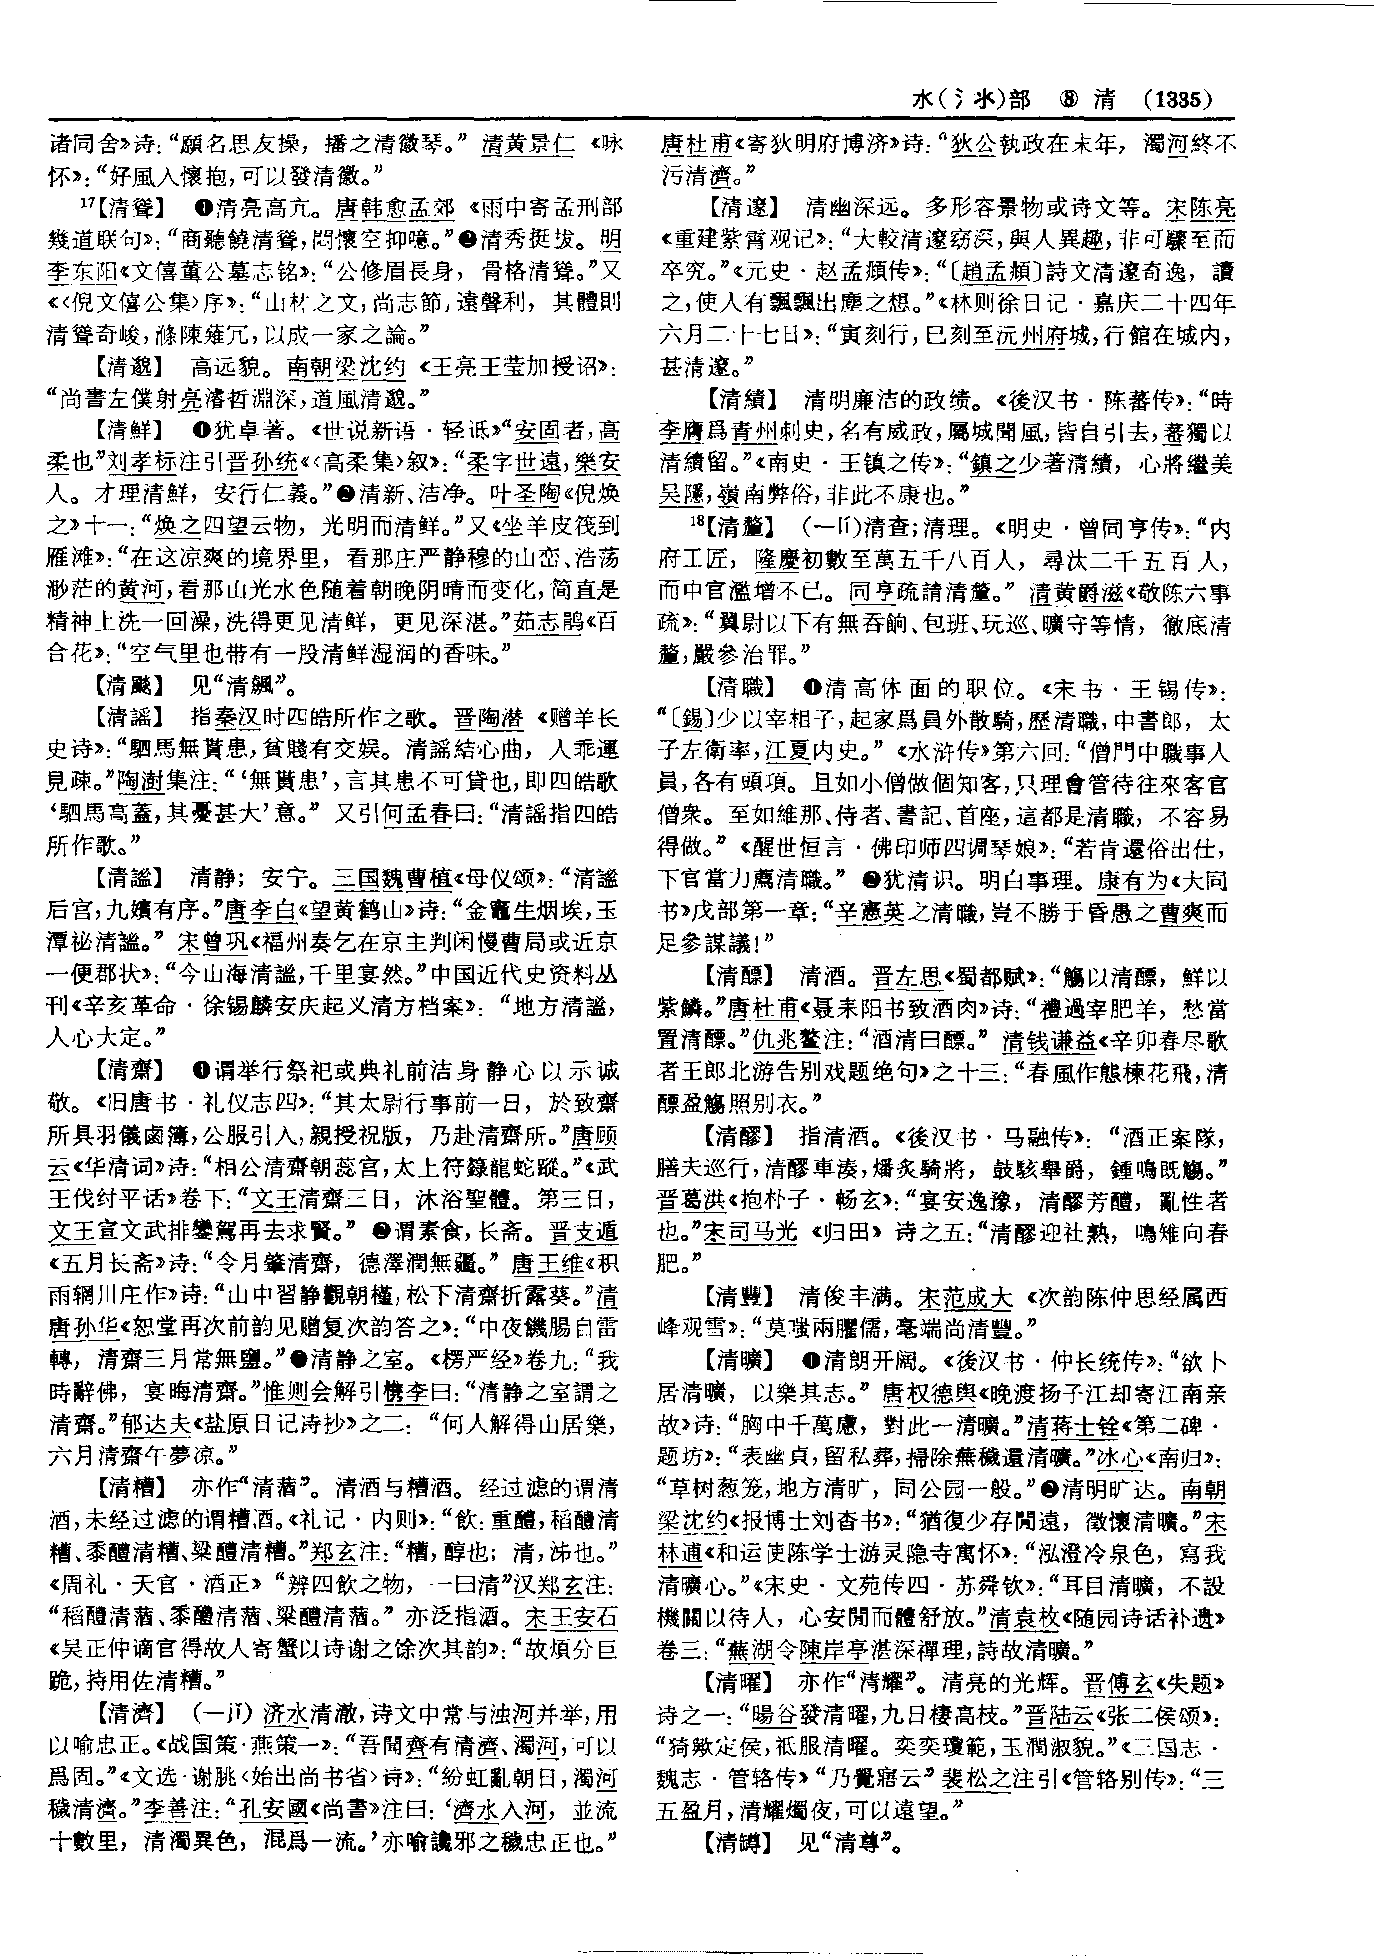 水(氵氺)部 ⑧ 清 (1335)
诸同舍》诗:“願名思友操，播之清徽琴。” 清黄景仁《咏
怀》:“好風入懷抱,可以發清徽。”
17【清聳】 ❶清亮高亢。唐韩愈孟郊《雨中寄孟刑部
幾道联句》:“商聽饒清聳,悶懷空抑噫。”❷清秀挺拔。明
李东阳《文僖董公墓志铭》:“公修眉長身，骨格清聳。”又
《〈倪文僖公集〉序》:“山林之文,尚志節,遠聲利，其體則
清聳奇峻,滌陳薙冗,以成一家之論。”
【清邈】 高远貌。南朝梁沈约《王亮王莹加授诏》:
“尚書左僕射亮濬哲淵深,道風清邈。”
【清鮮】 ❶犹卓著。《世说新语·轻诋》“安固者,高
柔也”刘孝标注引晋孙统《〈高柔集〉叙》:“柔字世遠,樂安
人。才理清鮮，安行仁義。”❷清新、洁净。叶圣陶《倪焕
之》十一:“焕之四望云物，光明而清鲜。”又《坐羊皮筏到
雁滩》:“在这凉爽的境界里，看那庄严静穆的山峦、浩荡
渺茫的黄河,看那山光水色随着朝晚阴晴而变化,简直是
精神上洗一回澡,洗得更见清鲜，更见深湛。”茹志鹃《百
合花》:“空气里也带有一股清鲜湿润的香味。”
【清颸】 见“清飆”。
【清謡】 指秦汉时四皓所作之歌。晋陶潜《赠羊长
史诗》:“駟馬無貰患,貧賤有交娱。清謡結心曲，人乖運
見疎。”陶澍集注:“‘無貰患’,言其患不可貸也,即四皓歌
‘駟馬高蓋,其憂甚大’意。” 又引何孟春曰:“清謡指四皓
所作歌。”
【清謐】 清静；安宁。三国魏曹植《母仪颂》:“清謐
后宫,九嬪有序。”唐李白《望黄鹤山》诗:“金竈生烟埃,玉
潭祕清謐。” 宋曾巩《福州奏乞在京主判闲慢曹局或近京
一便郡状》:“今山海清謐,千里宴然。”中国近代史资料丛
刊《辛亥革命·徐锡麟安庆起义清方档案》:“地方清謐，
人心大定。”
【清齋】 ❶谓举行祭祀或典礼前洁身静心以示诚
敬。《旧唐书·礼仪志四》:“其太尉行事前一日，於致齋
所具羽儀鹵簿,公服引入,親授祝版，乃赴清齋所。”唐顾
云《华清词》诗:“相公清齋朝蕊宫,太上符籙龍蛇蹤。”《武
王伐纣平话》卷下:“文王清齋三日，沐浴聖體。第三日，
文王宣文武排鑾駕再去求賢。” ❷谓素食,长斋。晋支遁
《五月长斋》诗:“令月肇清齋，德澤潤無疆。” 唐王维《积
雨辋川庄作》诗:“山中習静觀朝槿,松下清齋折露葵。”清
唐孙华《恕堂再次前韵见赠复次韵答之》:“中夜饑腸自雷
轉，清齋三月常無鹽。”❸清静之室。《楞严经》卷九:“我
時辭佛，宴晦清齋。”惟则会解引檇李曰:“清静之室謂之
清齋。”郁达夫《盐原日记诗抄》之二:“何人解得山居樂，
六月清齋午夢凉。”
【清糟】 亦作“清䕩”。清酒与糟酒。经过滤的谓清
酒,未经过滤的谓糟酒。《礼记·内则》:“飲:重醴,稻醴清
糟、黍醴清糟、粱醴清糟。”郑玄注:“糟,醇也；清,泲也。”
《周礼·天官·酒正》“辨四飲之物，一曰清”汉郑玄注:
“稻醴清䕩、黍醴清䕩、粱醴清䕩。” 亦泛指酒。宋王安石
《吴正仲谪官得故人寄蟹以诗谢之馀次其韵》:“故煩分巨
跪,持用佐清糟。”
【清濟】 (—jǐ) 济水清澈,诗文中常与浊河并举,用
以喻忠正。《战国策·燕策一》:“吾聞齊有清濟、濁河,可以
爲固。”《文选·谢朓〈始出尚书省〉诗》:“紛虹亂朝日,濁河
穢清濟。”李善注:“孔安國《尚書》注曰:‘濟水入河，並流
十數里，清濁異色，混爲一流。’亦喻讒邪之穢忠正也。”
唐杜甫《寄狄明府博济》诗:“狄公執政在末年，濁河終不
污清濟。”
【清邃】 清幽深远。多形容景物或诗文等。宋陈亮
《重建紫霄观记》:“大較清邃窈深,與人異趣,非可驟至而
卒究。”《元史·赵孟頫传》:“〔趙孟頫〕詩文清邃奇逸，讀
之,使人有飄飄出塵之想。”《林则徐日记·嘉庆二十四年
六月二十七日》:“寅刻行,巳刻至沅州府城,行館在城内，
甚清邃。”
【清績】 清明廉洁的政绩。《後汉书·陈蕃传》:“時
李膺爲青州刺史,名有威政,屬城聞風,皆自引去,蕃獨以
清績留。”《南史·王镇之传》:“鎮之少著清績，心將繼美
吴隱,嶺南弊俗,非此不康也。”
18【清釐】 (—lí)清查;清理。《明史·曾同亨传》:“内
府工匠，隆慶初數至萬五千八百人，尋汰二千五百人，
而中官濫增不已。同亨疏請清釐。” 清黄爵滋《敬陈六事
疏》:“翼尉以下有無吞餉、包班、玩巡、曠守等情，徹底清
釐,嚴參治罪。”
【清職】 ❶清高体面的职位。《宋书·王锡传》:
“〔錫〕少以宰相子,起家爲員外散騎,歷清職,中書郎，太
子左衛率,江夏内史。” 《水浒传》第六回:“僧門中職事人
員,各有頭項。且如小僧做個知客,只理會管待往來客官
僧衆。至如維那、侍者、書記、首座,這都是清職，不容易
得做。” 《醒世恒言·佛印师四调琴娘》:“若肯還俗出仕，
下官當力薦清職。” ❷犹清识。明白事理。康有为《大同
书》戊部第一章:“辛憲英之清職,豈不勝于昏愚之曹爽而
足參謀議!”
【清醥】 清酒。晋左思《蜀都赋》:“觴以清醥，鮮以
紫鱗。”唐杜甫《聂耒阳书致酒肉》诗:“禮過宰肥羊，愁當
置清醥。”仇兆鳌注:“酒清曰醥。” 清钱谦益《辛卯春尽歌
者王郎北游告别戏题绝句》之十三:“春風作態楝花飛,清
醥盈觴照别衣。”
【清醪】 指清酒。《後汉书·马融传》:“酒正案隊，
膳夫巡行,清醪車湊,燔炙騎將，鼓駭舉爵，鍾鳴既觴。”
晋葛洪《抱朴子·畅玄》:“宴安逸豫，清醪芳醴，亂性者
也。”宋司马光《归田》诗之五:“清醪迎社熟，鳴雉向春
肥。”
【清豐】 清俊丰满。宋范成大《次韵陈仲思经属西
峰观雪》:“莫嗤兩臞儒,毫端尚清豐。”
【清曠】 ❶清朗开阔。《後汉书·仲长统传》:“欲卜
居清曠，以樂其志。” 唐权德舆《晚渡扬子江却寄江南亲
故》诗:“胸中千萬慮，對此一清曠。”清蒋士铨《第二碑·
题坊》:“表幽貞,留私葬,掃除蕪穢還清曠。”冰心《南归》:
“草树葱笼,地方清旷，同公园一般。”❷清明旷达。南朝
梁沈约《报博士刘杳书》:“猶復少存閒遠，徵懷清曠。”宋
林逋《和运使陈学士游灵隐寺寓怀》:“泓澄冷泉色，寫我
清曠心。”《宋史·文苑传四·苏舜钦》:“耳目清曠，不設
機關以待人，心安閒而體舒放。”清袁枚《随园诗话补遗》
卷三:“蕪湖令陳岸亭湛深禪理,詩故清曠。”
【清曜】 亦作“清耀”。清亮的光辉。晋傅玄《失题》
诗之一:“暘谷發清曜,九日棲高枝。”晋陆云《张二侯颂》:
“猗歟定侯,祗服清曜。奕奕瓊範,玉潤淑貌。”《三国志·
魏志·管辂传》“乃覺寤云” 裴松之注引《管辂别传》:“三
五盈月,清耀燭夜,可以遠望。”
【清罇】 见“清尊”。